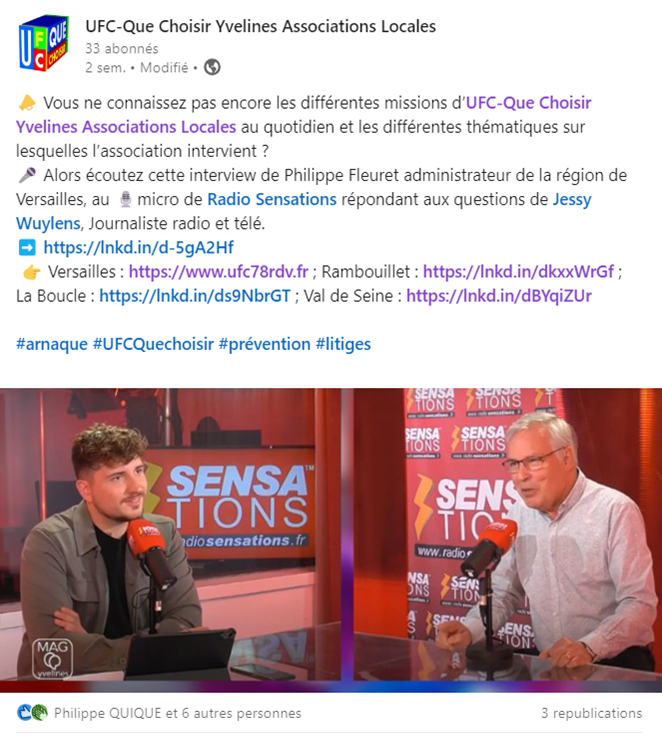 UFC-Que Choisir Yvelines Associations Locales
33 abonnés
2 sem. • Modifié •
Vous ne connaissez pas encore les différentes missions d'UFC-Que Choisir
Yvelines Associations Locales au quotidien et les différentes thématiques sur
lesquelles l'association intervient ?
Alors écoutez cette interview de Philippe Fleuret administrateur de la région de
Versailles, au micro de Radio Sensations répondant aux questions de Jessy
Wuylens, Journaliste radio et télé.
https://lnkd.in/d-5gA2Hf
Versailles : https://www.ufc78rdv.fr ; Rambouillet : https://lnkd.in/dkxxWrGf ;
La Boucle : https://lnkd.in/ds9NbrGT ; Val de Seine : https://lnkd.in/dBYqiZUr
#arnaque #UFCQuechoisir #prévention #litiges
SENSA
TIONS
radiosensations.fr
MAG
yvelines
SENSA
TIONS
www.radio
Philippe QUIQUE et 6 autres personnes
3 republications